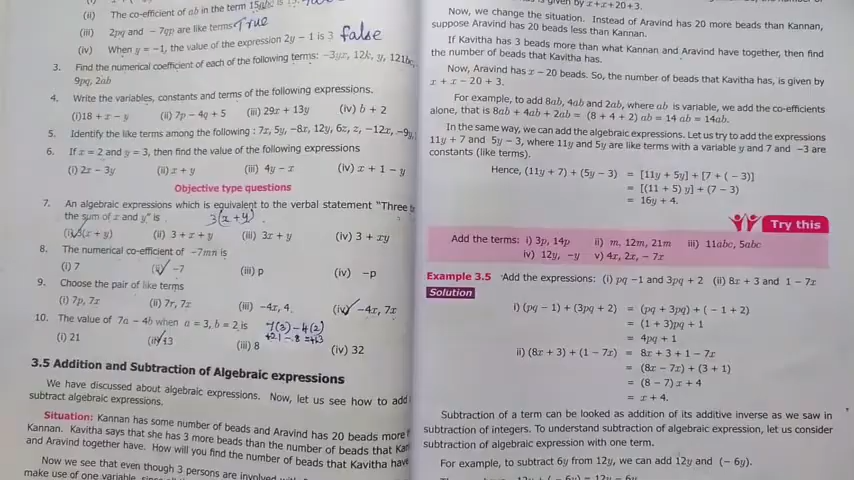 (ii) The co-efficient of ab in the term 15abc is
(iii) 2pq and − 7qp are like terms True
(iv) When y = −1, the value of the expression 2y − 1 is 3 false
3. Find the numerical coefficient of each of the following terms: −3yx, 12k, y, 121bc,
9pq, 2ab
4. Write the variables, constants and terms of the following expressions.
(i)18 + x − y (ii) 7p − 4q + 5 (iii) 29x + 13y (iv) b + 2
5. Identify the like terms among the following : 7x, 5y, −8x, 12y, 6z, z, −12x, −9y,
6. If x = 2 and y = 3, then find the value of the following expressions
(i) 2x − 3y (ii) x + y (iii) 4y − x (iv) x + 1 − y
Objective type questions
7. An algebraic expressions which is equivalent to the verbal statement "Three
the sum of x and y" is 3(x+y)
(i) 3(x + y) (ii) 3 + x + y (iii) 3x + y (iv) 3 + xy
8. The numerical co-efficient of −7mn is
(i) 7 (ii) −7 (iii) p (iv) −p
9. Choose the pair of like terms
(i) 7p, 7x (ii) 7r, 7x (iii) −4x, 4 (iv) −4x, 7x
10. The value of 7a − 4b when a = 3, b = 2 is 7(3) − 4(2)
(i) 21 (ii) 13 (iii) 8 (iv) 32
3.5 Addition and Subtraction of Algebraic expressions
We have discussed about algebraic expressions. Now, let us see how to add
subtract algebraic expressions.
Situation: Kannan has some number of beads and Aravind has 20 beads more
Kannan. Kavitha says that she has 3 more beads than the number of beads that
and Aravind together have. How will you find the number of beads that Kavitha have
Now we see that even though 3 persons are involved
make use of one variable,
is given by x + x + 20 + 3.
Now, we change the situation. Instead of Aravind has 20 more beads than Kannan,
suppose Aravind has 20 beads less than Kannan.
If Kavitha has 3 beads more than what Kannan and Aravind have together, then find
the number of beads that Kavitha has.
Now, Aravind has x − 20 beads. So, the number of beads that Kavitha has, is given by
x + x − 20 + 3.
For example, to add 8ab, 4ab and 2ab, where ab is variable, we add the co-efficients
alone, that is 8ab + 4ab + 2ab = (8 + 4 + 2) ab = 14 ab = 14ab.
In the same way, we can add the algebraic expressions. Let us try to add the expressions
11y + 7 and 5y − 3, where 11y and 5y are like terms with a variable y and 7 and −3 are
constants (like terms).
Hence, (11y + 7) + (5y − 3) = [11y + 5y] + [7 + ( − 3)]
= [(11 + 5) y] + (7 − 3)
= 16y + 4.
Try this
Add the terms: i) 3p, 14p ii) m, 12m, 21m iii) 11abc, 5abc
iv) 12y, −y v) 4x, 2x, − 7x
Example 3.5 Add the expressions: (i) pq −1 and 3pq + 2 (ii) 8x + 3 and 1 − 7x
Solution
i) (pq − 1) + (3pq + 2) = (pq + 3pq) + ( − 1 + 2)
= (1 + 3)pq + 1
= 4pq + 1
ii) (8x + 3) + (1 − 7x) = 8x + 3 + 1 − 7x
= (8x − 7x) + (3 + 1)
= (8 − 7) x + 4
= x + 4.
Subtraction of a term can be looked as addition of its additive inverse as we saw in
subtraction of integers. To understand subtraction of algebraic expression, let us consider
subtraction of algebraic expression with one term.
For example, to subtract 6y from 12y, we can add 12y and (− 6y).